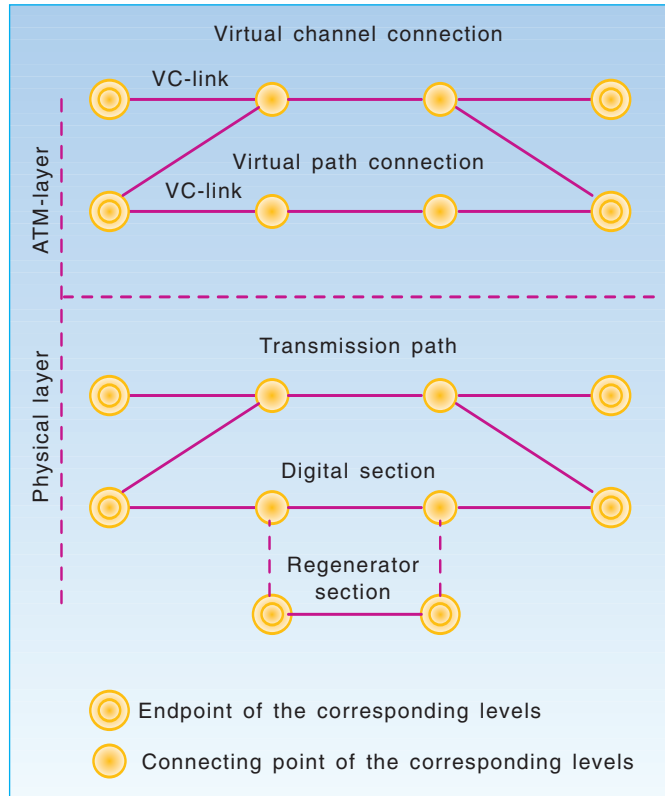 Virtual channel connection
VC-link
Virtual path connection
VC-link
ATM-layer
Transmission path
Physical layer
Digital section
Regenerator
section
Endpoint of the corresponding levels
Connecting point of the corresponding levels